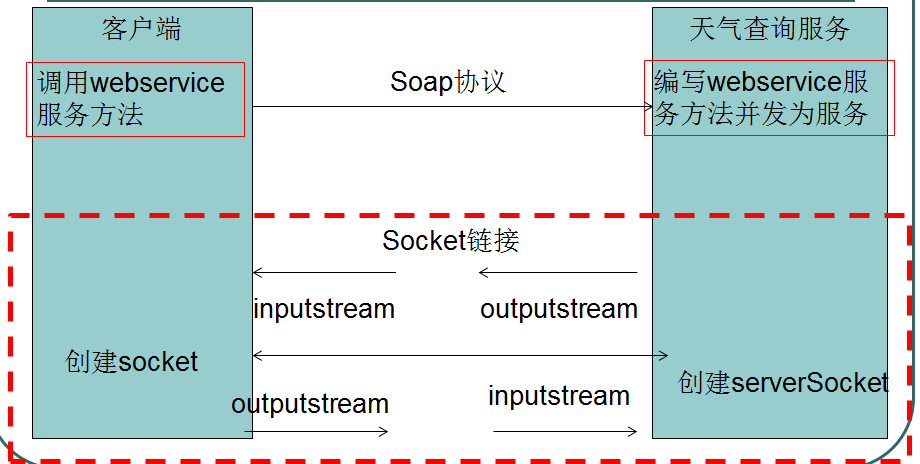 客户端
天气查询服务
调用webservice
服务方法
Soap协议
编写webservice服
务方法并发为服务
Socket链接
inputstream
outputstream
创建socket
创建serverSocket
outputstream
inputstream